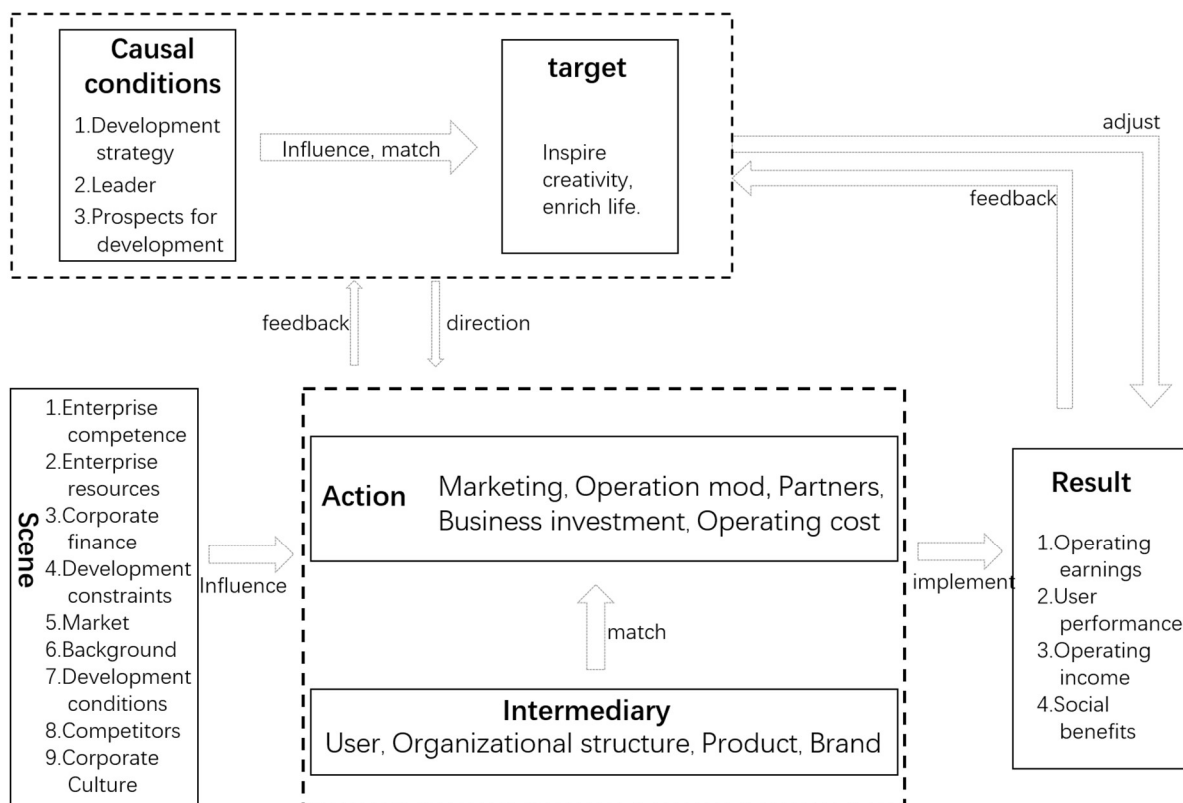 Causal
conditions
1.Development
strategy
2.Leader
3.Prospects for
development
Influence, match
target
Inspire
creativity,
enrich life.
adjust
feedback
feedback
direction
Scene
1.Enterprise
competence
2.Enterprise
resources
3.Corporate
finance
4.Development
constraints
5.Market
6.Background
7.Development
conditions
8.Competitors
9.Corporate
Culture
Influence
Action
Marketing, Operation mod, Partners,
Business investment, Operating cost
match
Intermediary
User, Organizational structure, Product, Brand
implement
Result
1.Operating
earnings
2.User
performance
3.Operating
income
4.Social
benefits